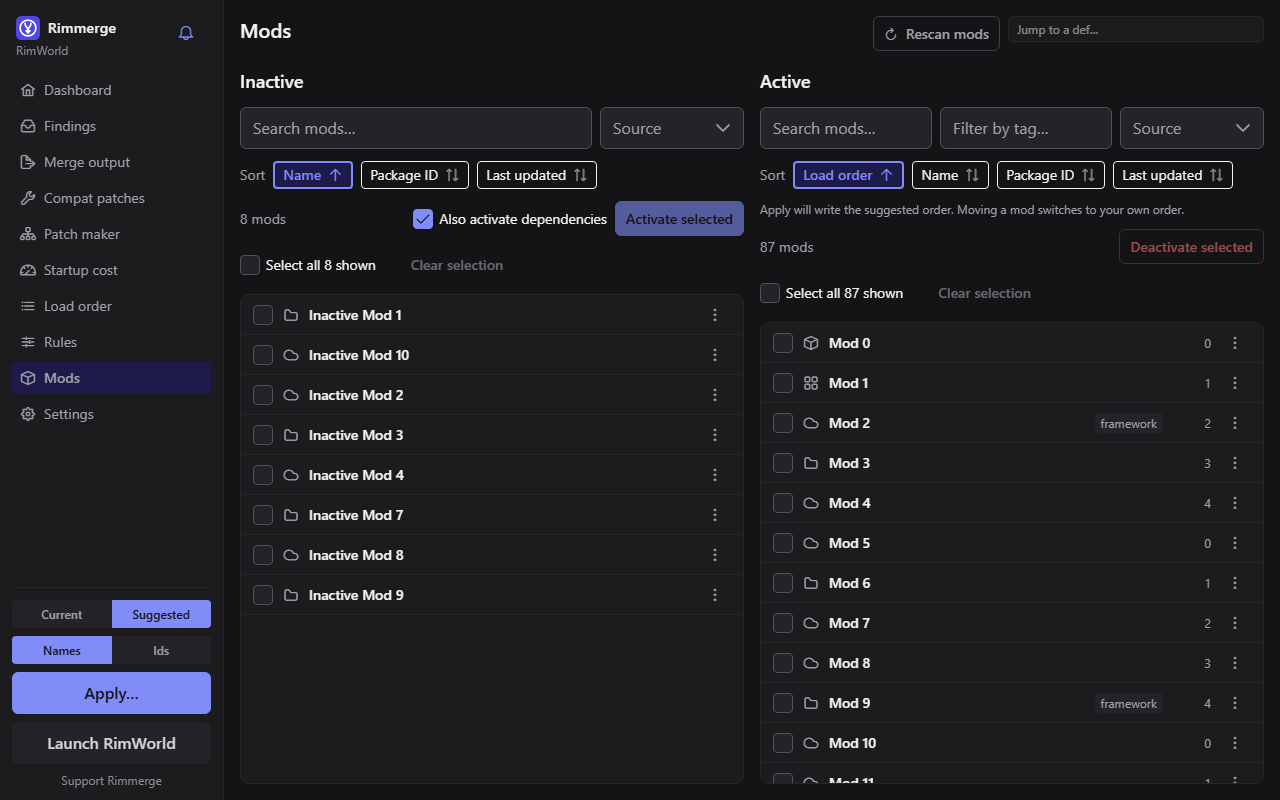 Rimmerge
RimWorld
Dashboard
Findings
Merge output
Compat patches
Patch maker
Startup cost
Load order
Rules
Mods
Settings
Current Suggested
Names Ids
Apply...
Launch RimWorld
Support Rimmerge
Mods
Rescan mods
Jump to a def...
Inactive
Search mods...
Source
Sort Name Package ID Last updated
8 mods
Also activate dependencies
Activate selected
Select all 8 shown
Clear selection
Inactive Mod 1
Inactive Mod 10
Inactive Mod 2
Inactive Mod 3
Inactive Mod 4
Inactive Mod 7
Inactive Mod 8
Inactive Mod 9
Active
Search mods...
Filter by tag...
Source
Sort Load order Name Package ID Last updated
Apply will write the suggested order. Moving a mod switches to your own order.
87 mods
Deactivate selected
Select all 87 shown
Clear selection
Mod 0 0
Mod 1 1
Mod 2 framework 2
Mod 3 3
Mod 4 4
Mod 5 0
Mod 6 1
Mod 7 2
Mod 8 3
Mod 9 framework 4
Mod 10 0
Mod 11 1